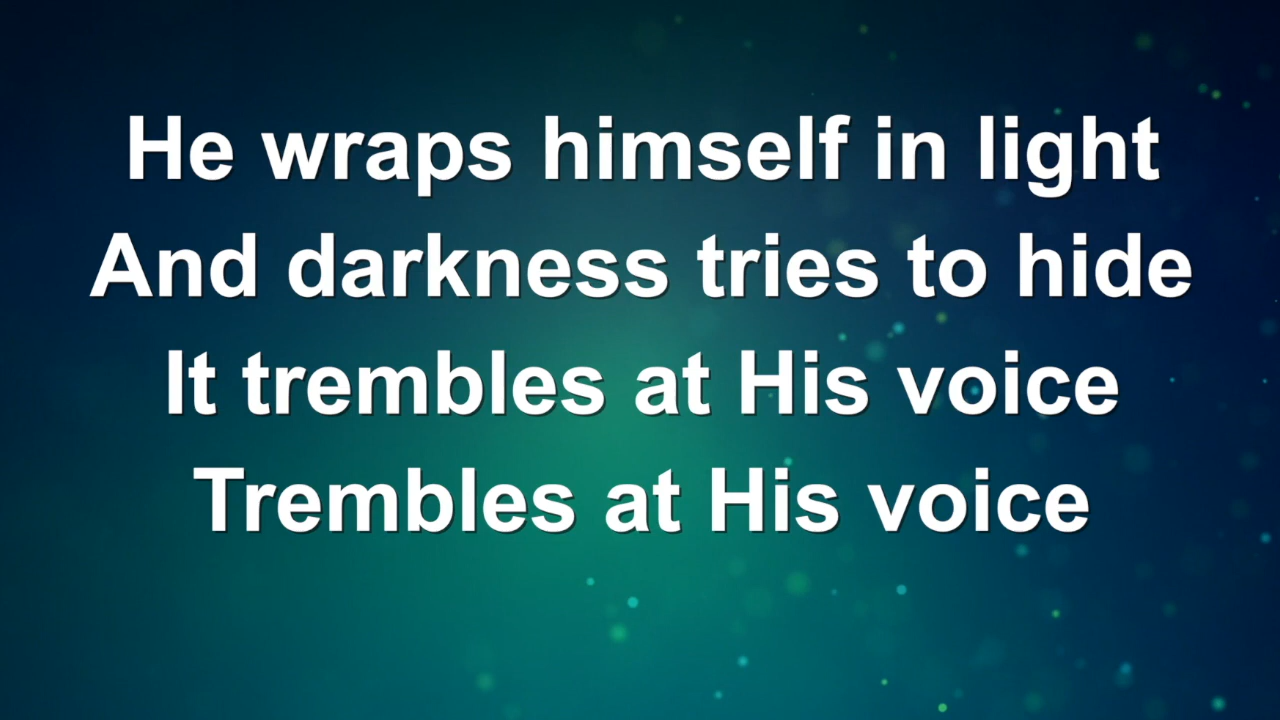 He wraps himself in light
And darkness tries to hide
It trembles at His voice
Trembles at His voice